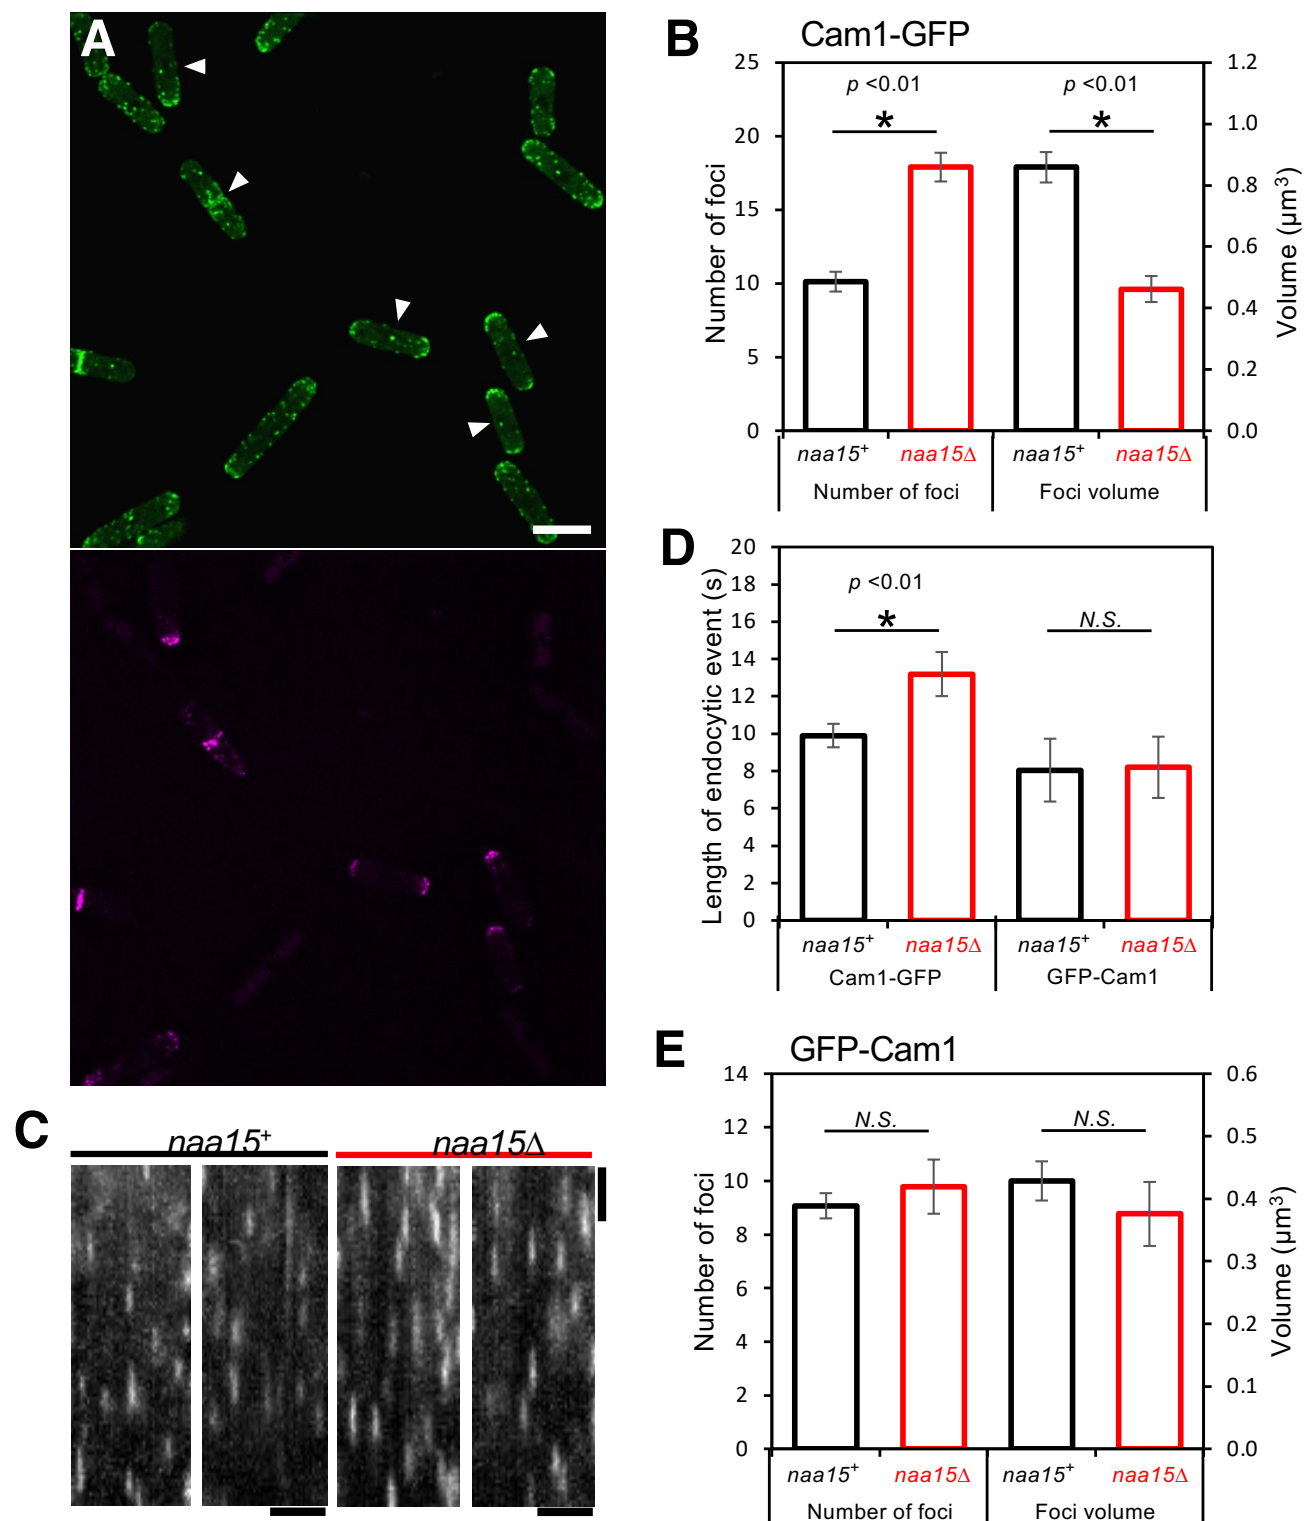 A
B
Cam1-GFP
25
20
15
10
5
0
Number of foci
1.2
1.0
0.8
0.6
0.4
0.2
0.0
Volume (µm³)
p <0.01
*
p <0.01
*
naa15⁺
naa15Δ
naa15⁺
naa15Δ
Number of foci
Foci volume
C
naa15⁺
naa15Δ
D
20
18
16
14
12
10
8
6
4
2
0
Length of endocytic event (s)
p <0.01
*
N.S.
naa15⁺
naa15Δ
naa15⁺
naa15Δ
Cam1-GFP
GFP-Cam1
E
GFP-Cam1
14
12
10
8
6
4
2
0
Number of foci
0.6
0.5
0.4
0.3
0.2
0.1
0.0
Volume (µm³)
N.S.
N.S.
naa15⁺
naa15Δ
naa15⁺
naa15Δ
Number of foci
Foci volume